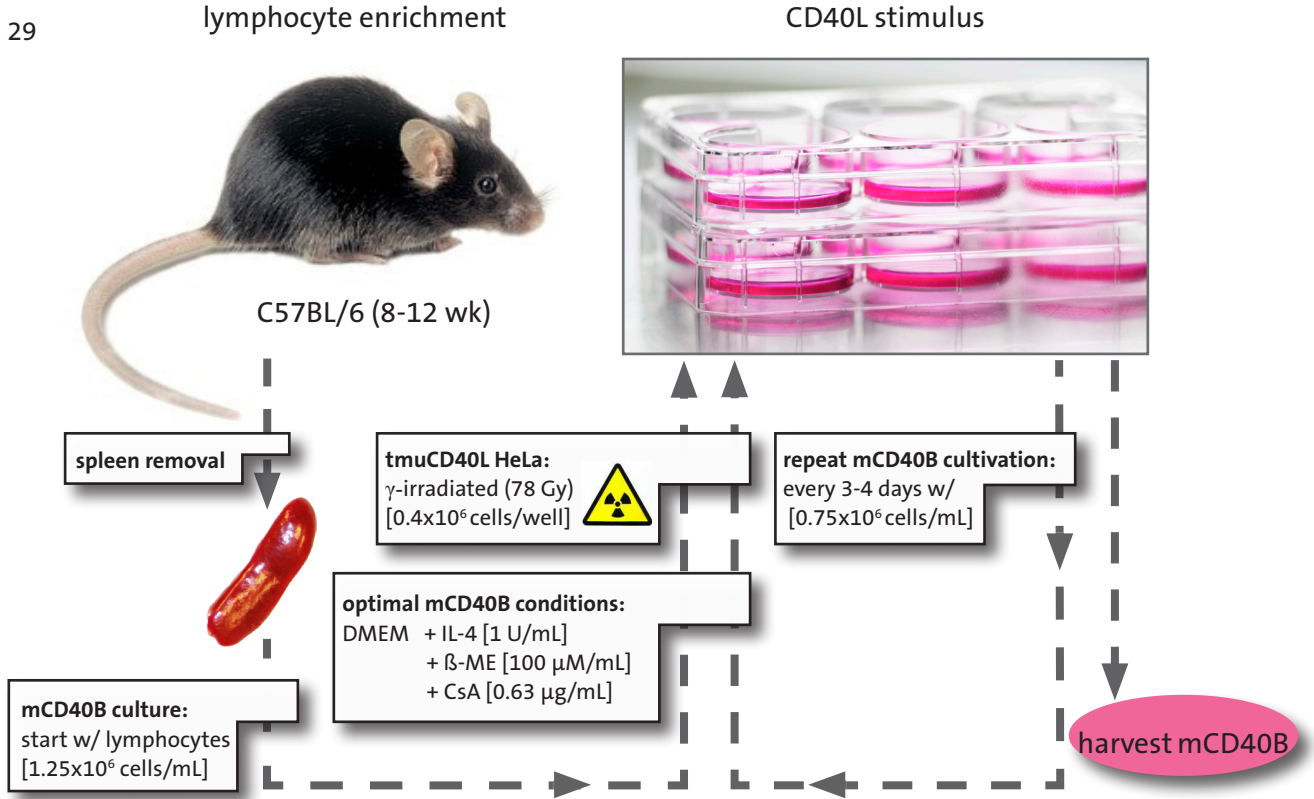 29
lymphocyte enrichment
CD40L stimulus
C57BL/6 (8-12 wk)
spleen removal
tmuCD40L HeLa:
γ-irradiated (78 Gy)
[0.4x10⁶ cells/well]
repeat mCD40B cultivation:
every 3-4 days w/
[0.75x10⁶ cells/mL]
optimal mCD40B conditions:
DMEM + IL-4 [1 U/mL]
+ ß-ME [100 µM/mL]
+ CsA [0.63 µg/mL]
mCD40B culture:
start w/ lymphocytes
[1.25x10⁶ cells/mL]
harvest mCD40B